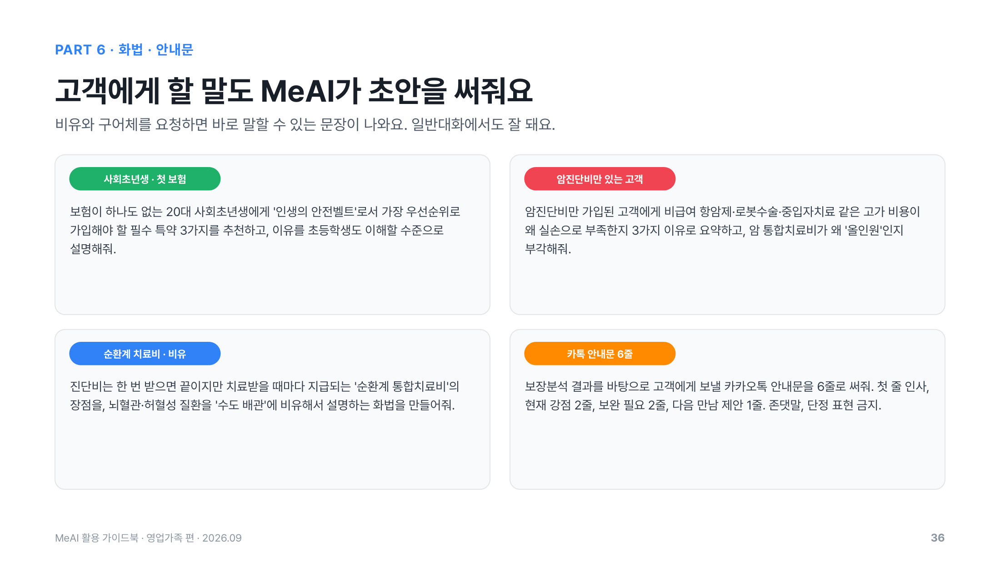 PART 6 · 화법 · 안내문
고객에게 할 말도 MeAI가 초안을 써줘요
비유와 구어체를 요청하면 바로 말할 수 있는 문장이 나와요. 일반대화에서도 잘 돼요.
사회초년생 · 첫 보험
보험이 하나도 없는 20대 사회초년생에게 '인생의 안전벨트'로서 가장 우선순위로
가입해야 할 필수 특약 3가지를 추천하고, 이유를 초등학생도 이해할 수준으로
설명해줘.
암진단비만 있는 고객
암진단비만 가입된 고객에게 비급여 항암제·로봇수술·중입자치료 같은 고가 비용이
왜 실손으로 부족한지 3가지 이유로 요약하고, 암 통합치료비가 왜 '올인원'인지
부각해줘.
순환계 치료비 · 비유
진단비는 한 번 받으면 끝이지만 치료받을 때마다 지급되는 '순환계 통합치료비'의
장점을, 뇌혈관·허혈성 질환을 '수도 배관'에 비유해서 설명하는 화법을 만들어줘.
카톡 안내문 6줄
보장분석 결과를 바탕으로 고객에게 보낼 카카오톡 안내문을 6줄로 써줘. 첫 줄 인사,
현재 강점 2줄, 보완 필요 2줄, 다음 만남 제안 1줄. 존댓말, 단정 표현 금지.
MeAI 활용 가이드북 · 영업가족 편 · 2026.09
36